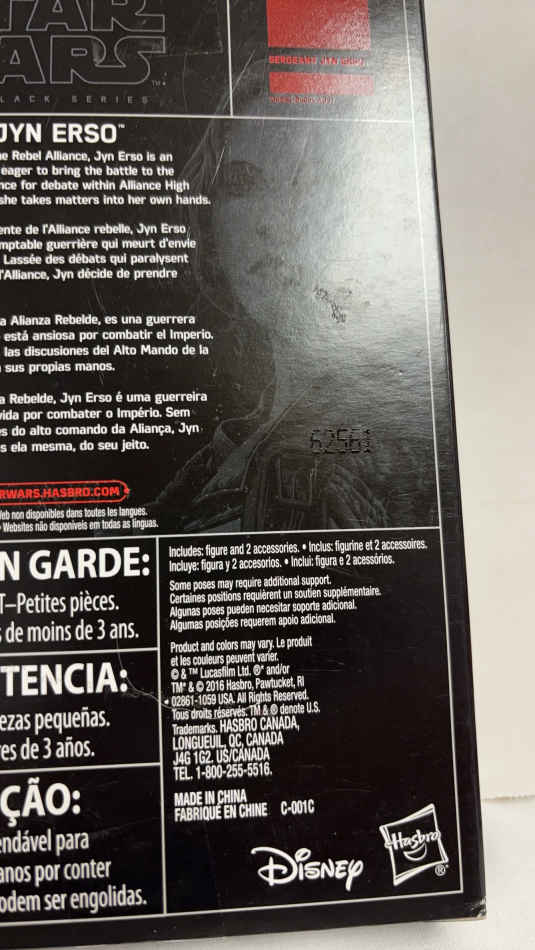 STAR
WARS™
BLACK SERIES
SERGEANT JYN ERSO
JYN ERSO™
he Rebel Alliance, Jyn Erso is an
eager to bring the battle to the
nce for debate within Alliance High
she takes matters into her own hands.
ente de l'Alliance rebelle, Jyn Erso
mptable guerrière qui meurt d'envie
Lassée des débats qui paralysent
l'Alliance, Jyn décide de prendre
a Alianza Rebelde, es una guerrera
está ansiosa por combatir el Imperio.
las discusiones del Alto Mando de la
sus propias manos.
a Rebelde, Jyn Erso é uma guerreira
vida por combater o Império. Sem
s do alto comando da Aliança, Jyn
s ela mesma, do seu jeito.
62561
RWARS.HASBRO.COM
Web non disponibles dans toutes les langues.
• Websites não disponíveis em todas as línguas.
N GARDE:
T–Petites pièces.
s de moins de 3 ans.
TENCIA:
ezas pequeñas.
res de 3 años.
ÇÃO:
endável para
anos por conter
odem ser engolidas.
Includes: figure and 2 accessories. • Inclus: figurine et 2 accessoires.
Incluye: figura y 2 accesorios. • Inclui: figura e 2 acessórios.
Some poses may require additional support.
Certaines positions requièrent un soutien supplémentaire.
Algunas poses pueden necesitar soporte adicional.
Algumas posições requerem apoio adicional.
Product and colors may vary. Le produit
et les couleurs peuvent varier.
© & ™ Lucasfilm Ltd. ®* and/or
TM* & © 2016 Hasbro, Pawtucket, RI
02861-1059 USA. All Rights Reserved.
Tous droits réservés. TM & ® denote U.S.
Trademarks. HASBRO CANADA,
LONGUEUIL, QC, CANADA
J4G 1G2. US/CANADA
TEL. 1-800-255-5516.
MADE IN CHINA
FABRIQUÉ EN CHINE C-001C
Disney
Hasbro
®